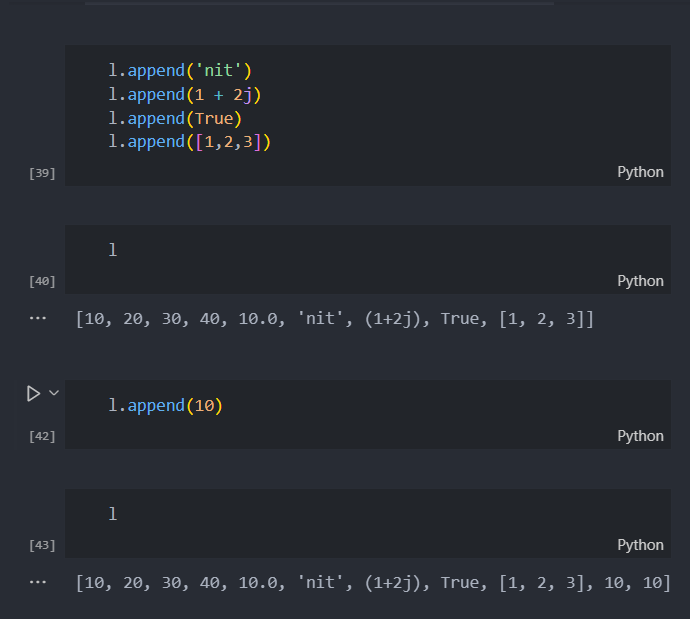 l.append('nit')
l.append(1 + 2j)
l.append(True)
l.append([1,2,3])
[39]
Python
l
[40]
Python
[10, 20, 30, 40, 10.0, 'nit', (1+2j), True, [1, 2, 3]]
l.append(10)
[42]
Python
l
[43]
Python
[10, 20, 30, 40, 10.0, 'nit', (1+2j), True, [1, 2, 3], 10, 10]